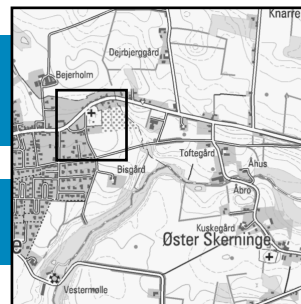 Knarre
Dejrbjerggård
Bejerholm
Toftegård
Åhus
Bisgård
Åbro
Kuskegård
Øster Skerninge
e
Vestermølle